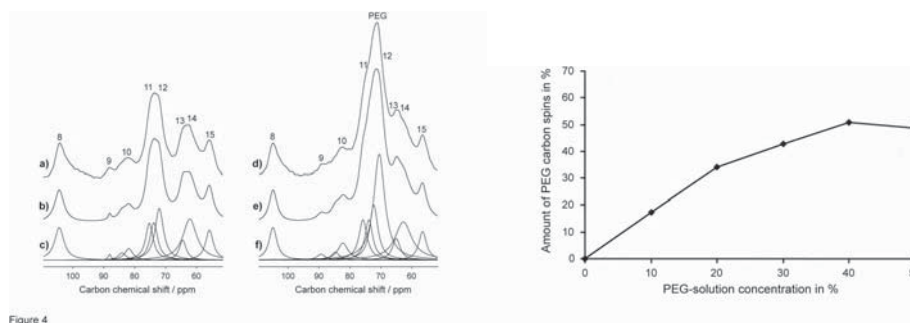 PEG
11 12
13 14
8
9
10
15
a)
b)
c)
100 90 80 70 60
Carbon chemical shift / ppm
11
12
13 14
8
9
10
15
d)
e)
f)
100 90 80 70 60
Carbon chemical shift / ppm
Amount of PEG carbon spins in %
70
60
50
40
30
20
10
0
0 10 20 30 40
PEG-solution concentration in %
Figure 4